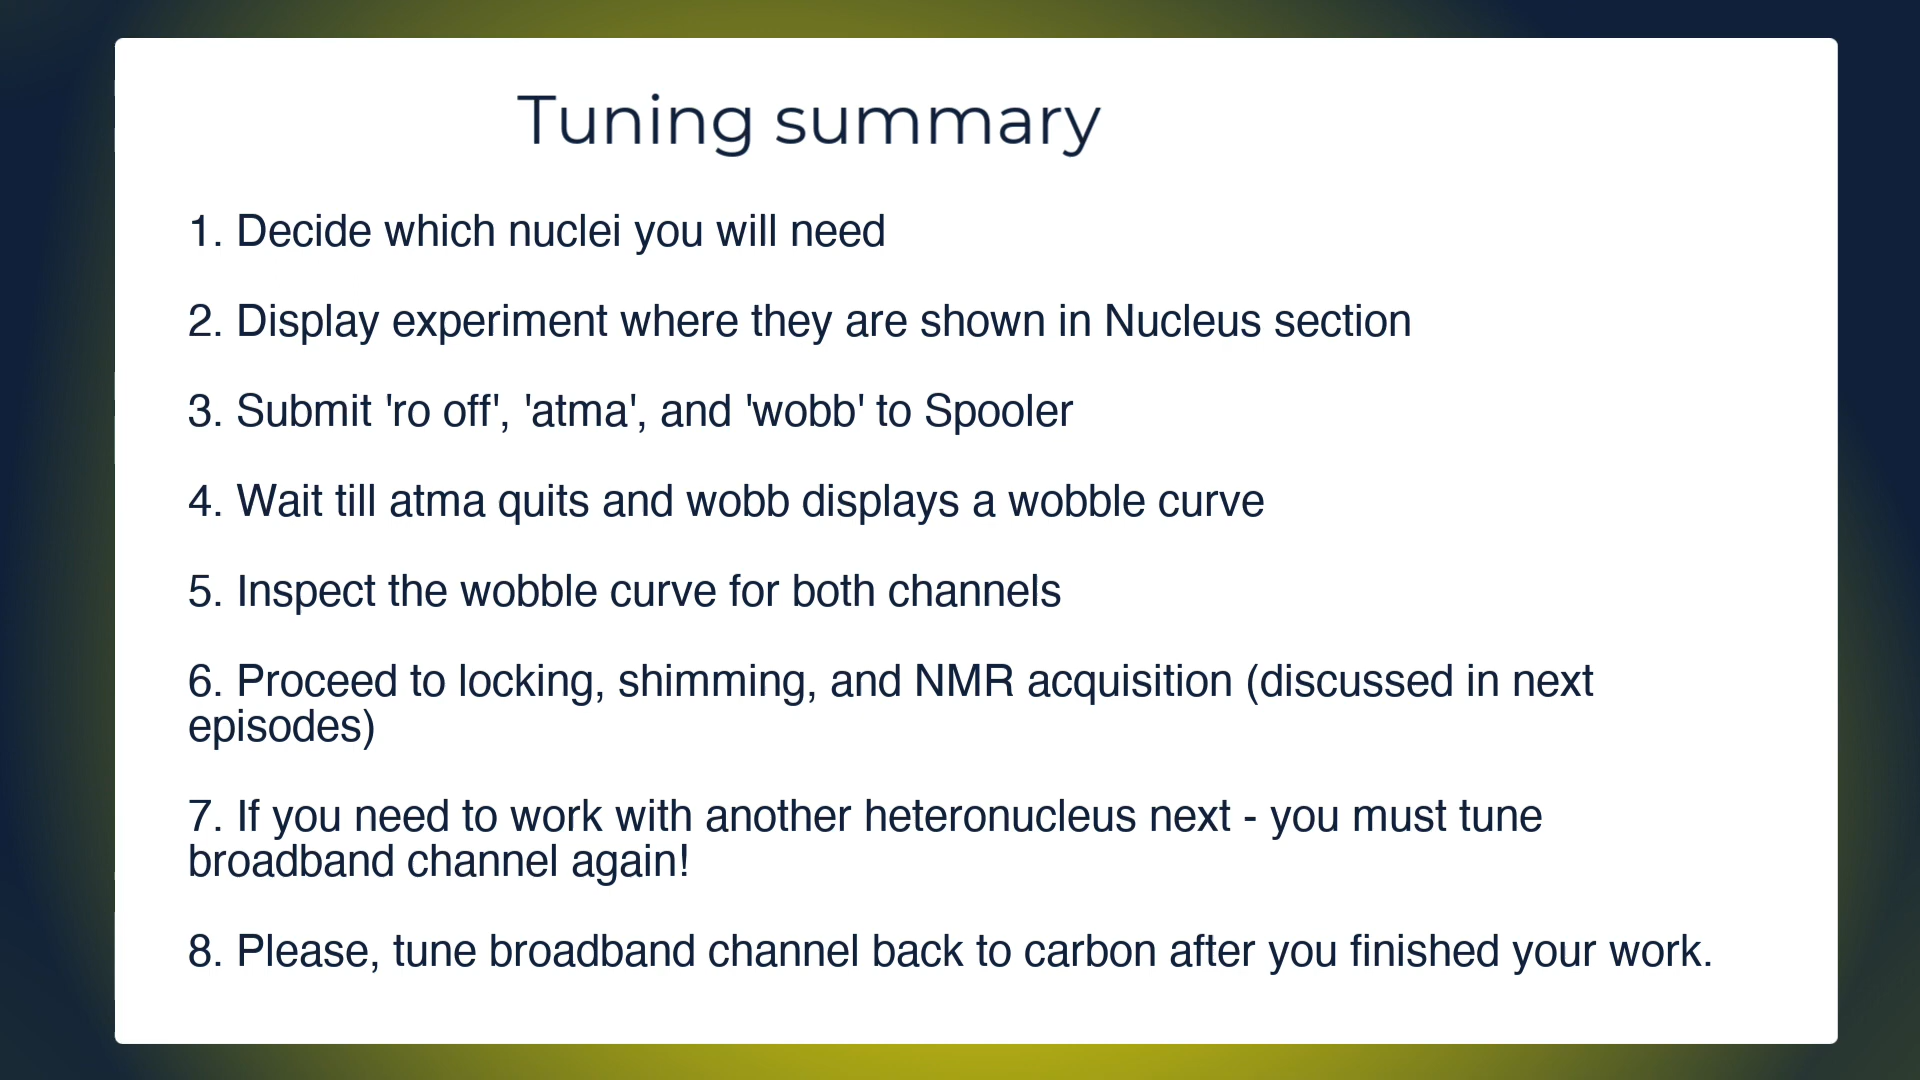 Tuning summary
1. Decide which nuclei you will need
2. Display experiment where they are shown in Nucleus section
3. Submit 'ro off', 'atma', and 'wobb' to Spooler
4. Wait till atma quits and wobb displays a wobble curve
5. Inspect the wobble curve for both channels
6. Proceed to locking, shimming, and NMR acquisition (discussed in next
episodes)
7. If you need to work with another heteronucleus next - you must tune
broadband channel again!
8. Please, tune broadband channel back to carbon after you finished your work.